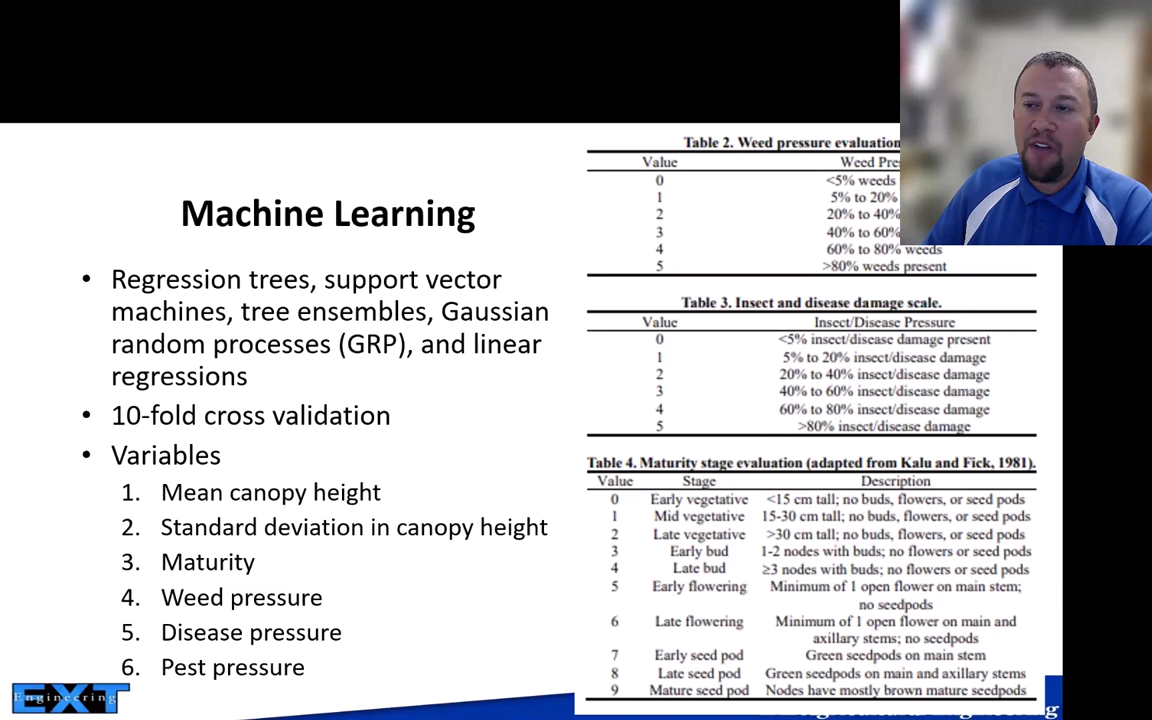 Machine Learning
• Regression trees, support vector
machines, tree ensembles, Gaussian
random processes (GRP), and linear
regressions
• 10-fold cross validation
• Variables
1. Mean canopy height
2. Standard deviation in canopy height
3. Maturity
4. Weed pressure
5. Disease pressure
6. Pest pressure
Engineering
EXT
Table 2. Weed pressure evaluation
Value Weed
0 <5% weeds
1 5% to 20%
2 20% to 40%
3 40% to 60%
4 60% to 80% weeds
5 >80% weeds present
Table 3. Insect and disease damage scale.
Value Insect/Disease Pressure
0 <5% insect/disease damage present
1 5% to 20% insect/disease damage
2 20% to 40% insect/disease damage
3 40% to 60% insect/disease damage
4 60% to 80% insect/disease damage
5 >80% insect/disease damage
Table 4. Maturity stage evaluation (adapted from Kalu and Fick, 1981).
Value Stage Description
0 Early vegetative <15 cm tall; no buds, flowers, or seed pods
1 Mid vegetative 15-30 cm tall; no buds, flowers, or seed pods
2 Late vegetative >30 cm tall; no buds, flowers, or seed pods
3 Early bud 1-2 nodes with buds; no flowers or seed pods
4 Late bud ≥3 nodes with buds; no flowers or seed pods
5 Early flowering Minimum of 1 open flower on main stem;
no seedpods
6 Late flowering Minimum of 1 open flower on main and
axillary stems; no seedpods
7 Early seed pod Green seedpods on main stem
8 Late seed pod Green seedpods on main and axillary stems
9 Mature seed pod Nodes have mostly brown mature seedpods